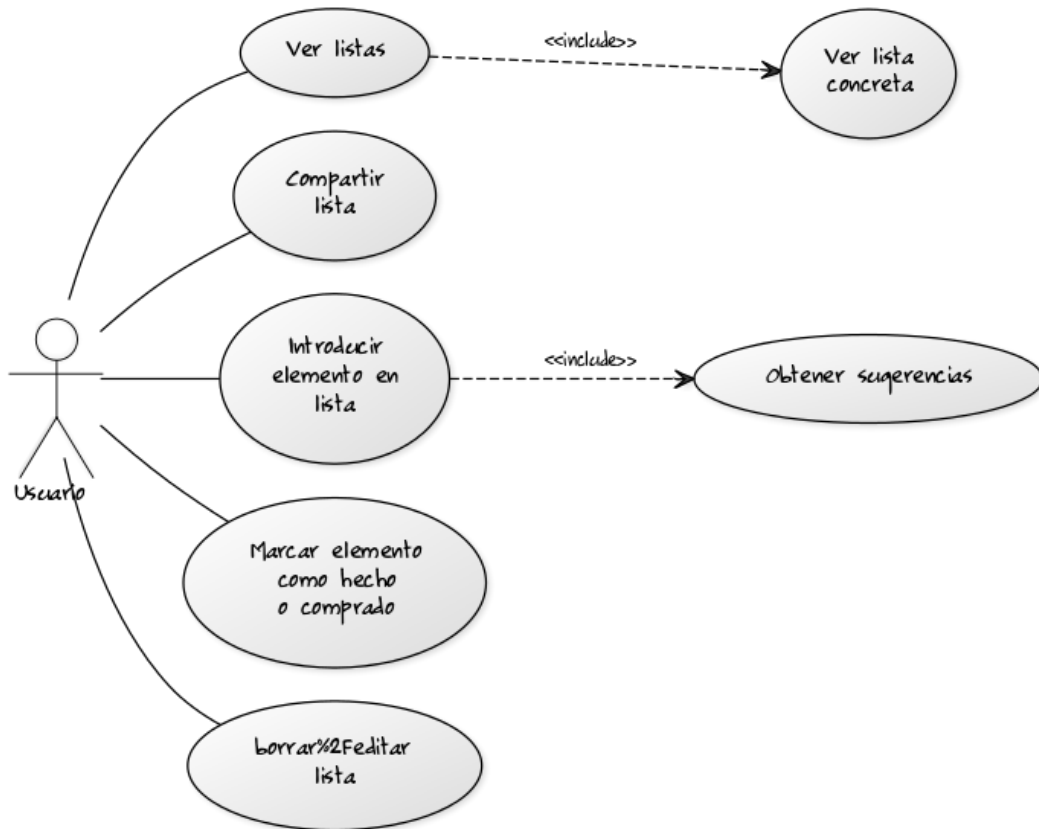 Ver listas
<<include>>
Ver lista
concreta
Compartir
lista
Introducir
elemento en
lista
<<include>>
Obtener sugerencias
Usuario
Marcar elemento
como hecho
o comprado
borrar%2Feditar
lista